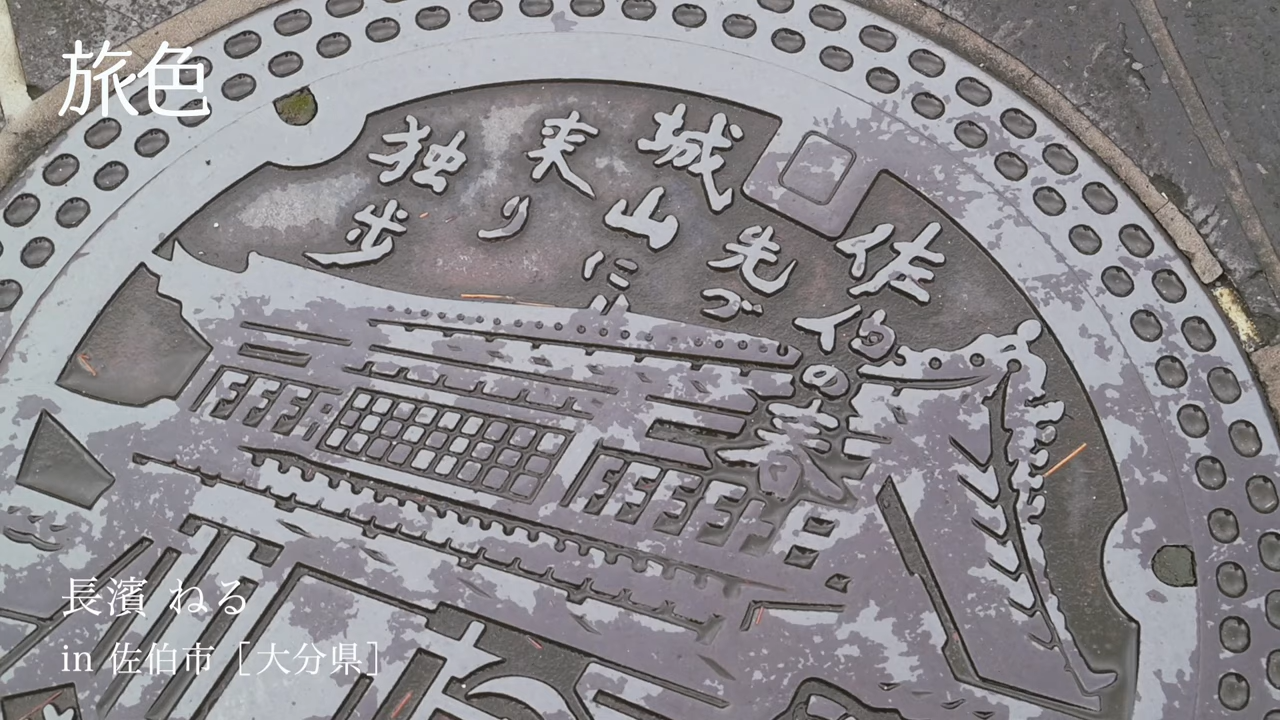 旅色
佐伯の春
先づ
城山に
来り
独歩
長濱 ねる
in 佐伯市［大分県］